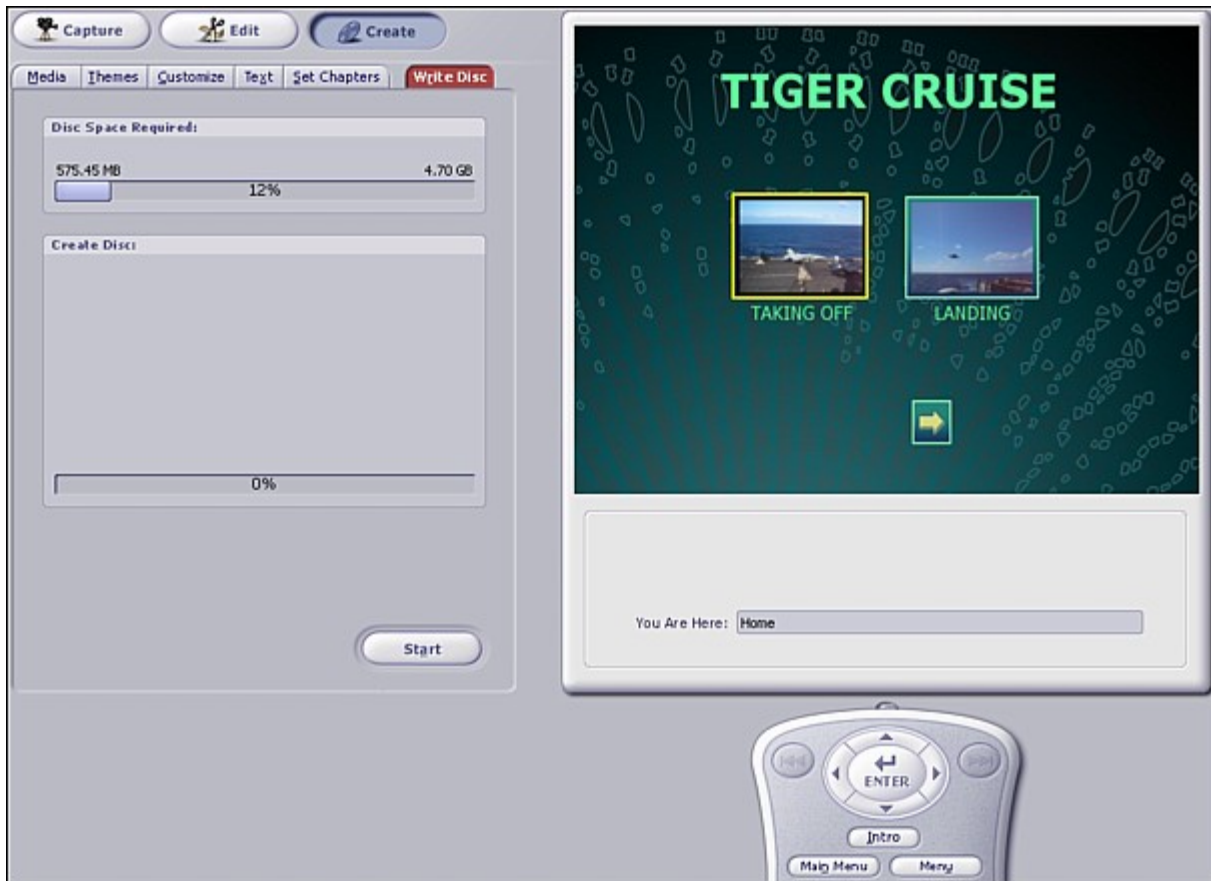 Capture
Edit
Create
Media Themes Customize Text Set Chapters Write Disc
Disc Space Required:
575.45 MB 4.70 GB
12%
Create Disc:
0%
Start
TIGER CRUISE
TAKING OFF LANDING
You Are Here: Home
ENTER
Intro
Main Menu Menu